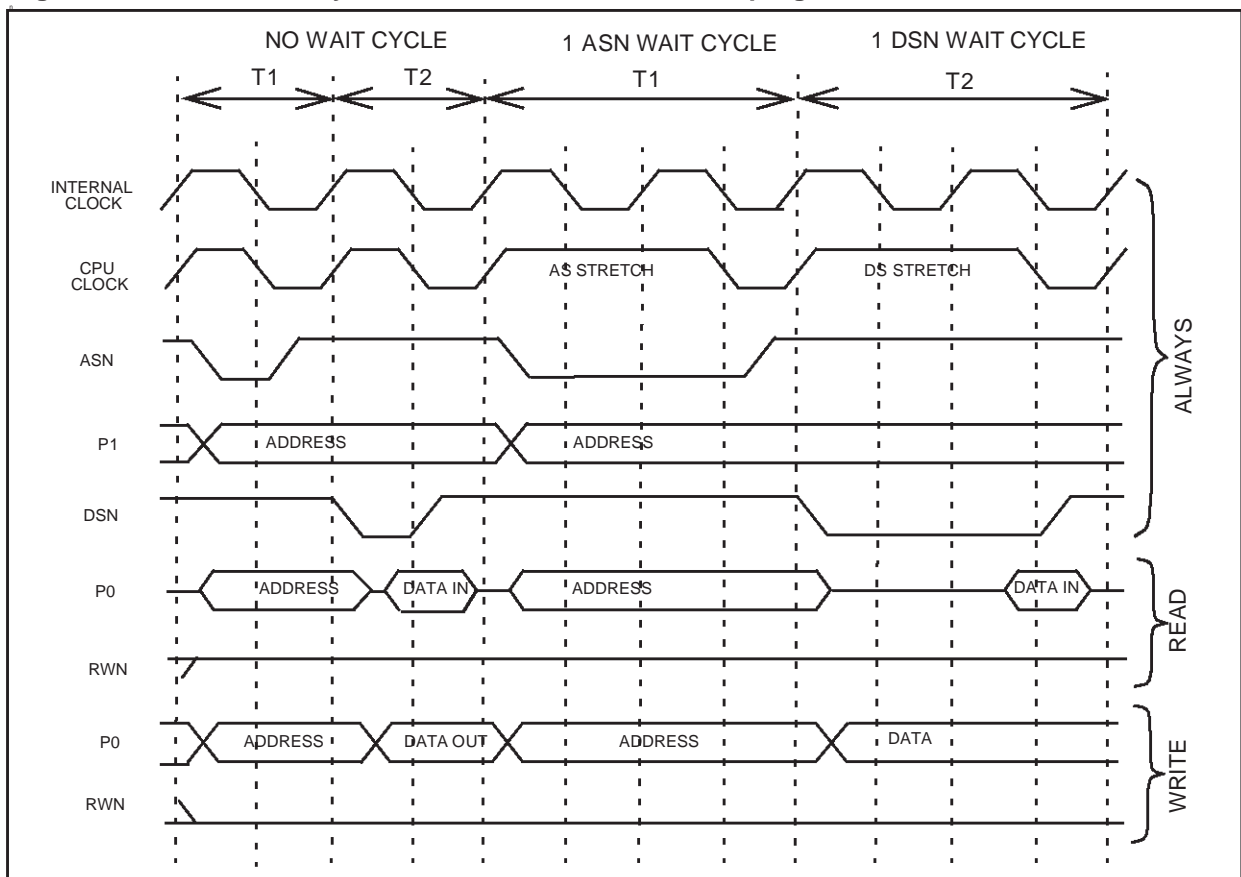 NO WAIT CYCLE 1 ASN WAIT CYCLE 1 DSN WAIT CYCLE
T1 T2 T1 T2
INTERNAL
CLOCK
CPU
CLOCK
AS STRETCH DS STRETCH
ASN
P1 ADDRESS ADDRESS
DSN
ALWAYS
P0 ADDRESS DATA IN ADDRESS DATA IN
RWN
READ
P0 ADDRESS DATA OUT ADDRESS DATA
RWN
WRITE